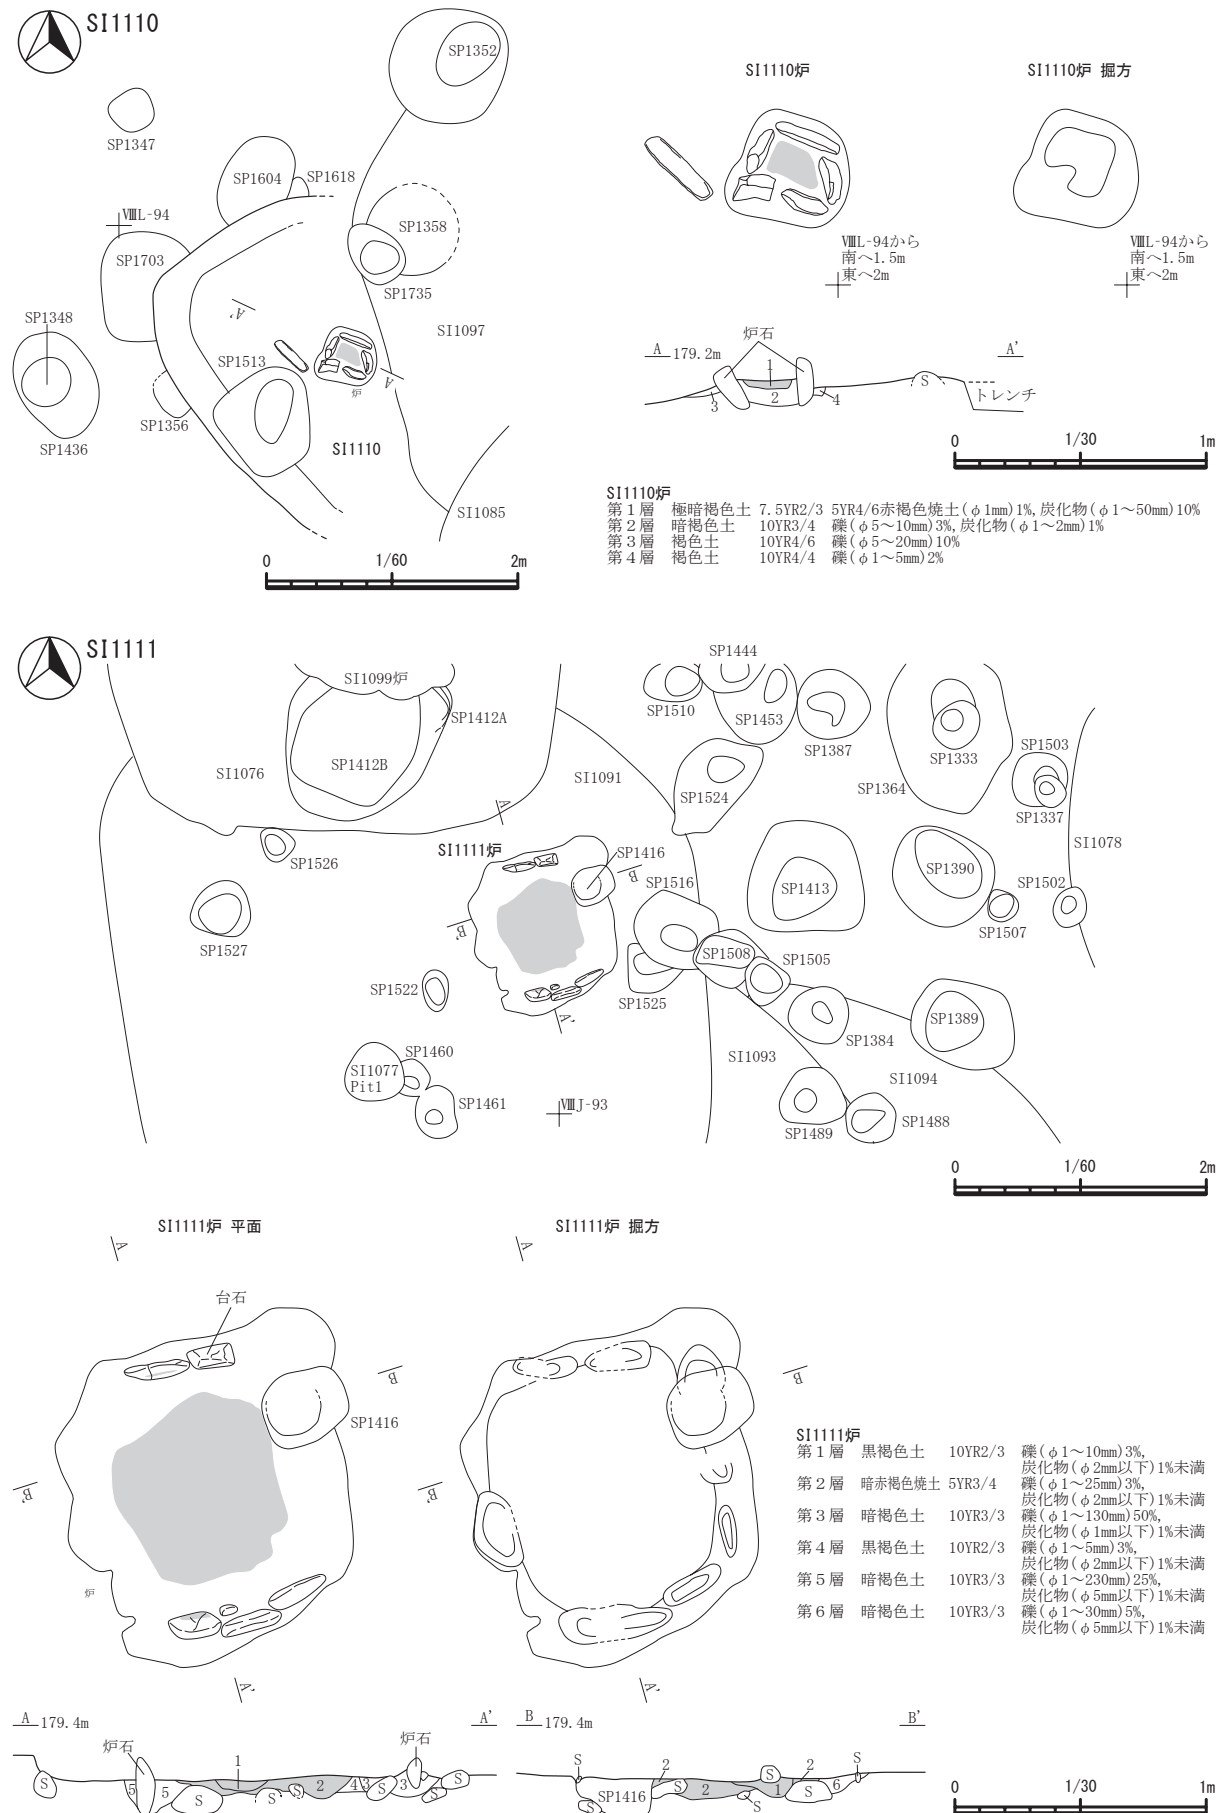 SI1110
SP1352
SP1347
SP1604
SP1618
ⅧL-94
SP1358
SP1703
SP1735
A'
SP1348
SI1097
SP1513
A
炉
SP1356
SP1436
SI1110
SI1085
0 1/60 2m
SI1110炉
SI1110炉 掘方
ⅧL-94から
南へ1.5m
東へ2m
ⅧL-94から
南へ1.5m
東へ2m
炉石
A 179.2m
A'
1
2
3
4
S
トレンチ
0 1/30 1m
SI1110炉
第1層 極暗褐色土 7.5YR2/3 5YR4/6赤褐色焼土(φ1mm)1%,炭化物(φ1～50mm)10%
第2層 暗褐色土 10YR3/4 礫(φ5～10mm)3%,炭化物(φ1～2mm)1%
第3層 褐色土 10YR4/6 礫(φ5～20mm)10%
第4層 褐色土 10YR4/4 礫(φ1～5mm)2%
SI1111
SP1444
SI1099炉
SP1510
SP1412A
SP1453
SP1387
SP1333
SP1503
SP1412B
SI1076
SI1091
SP1524
SP1364
SP1337
A
SI1078
SI1111炉
SP1416
SP1526
B
SP1516
SP1413
SP1390
SP1502
B'
SP1507
SP1527
SP1508
SP1505
SP1522
SP1525
A'
SP1389
SP1384
SP1460
SI1077
Pit1
SI1093
SI1094
SP1461
ⅧJ-93
SP1489
SP1488
0 1/60 2m
SI1111炉 平面
SI1111炉 掘方
A
A
台石
B
B
SP1416
B'
B'
炉
A'
A'
SI1111炉
第1層 黒褐色土 10YR2/3 礫(φ1～10mm)3%,
炭化物(φ2mm以下)1%未満
第2層 暗赤褐色焼土 5YR3/4 礫(φ1～25mm)3%,
炭化物(φ2mm以下)1%未満
第3層 暗褐色土 10YR3/3 礫(φ1～130mm)50%,
炭化物(φ1mm以下)1%未満
第4層 黒褐色土 10YR2/3 礫(φ1～5mm)3%,
炭化物(φ2mm以下)1%未満
第5層 暗褐色土 10YR3/3 礫(φ1～230mm)25%,
炭化物(φ5mm以下)1%未満
第6層 暗褐色土 10YR3/3 礫(φ1～30mm)5%,
炭化物(φ5mm以下)1%未満
A 179.4m
A'
炉石
1
炉石
S
5
5
S
S
S
2
4
3
S
3
S
S
B 179.4m
B'
S
2
S
2
S
SP1416
S
S
2
S
1
S
6
0 1/30 1m